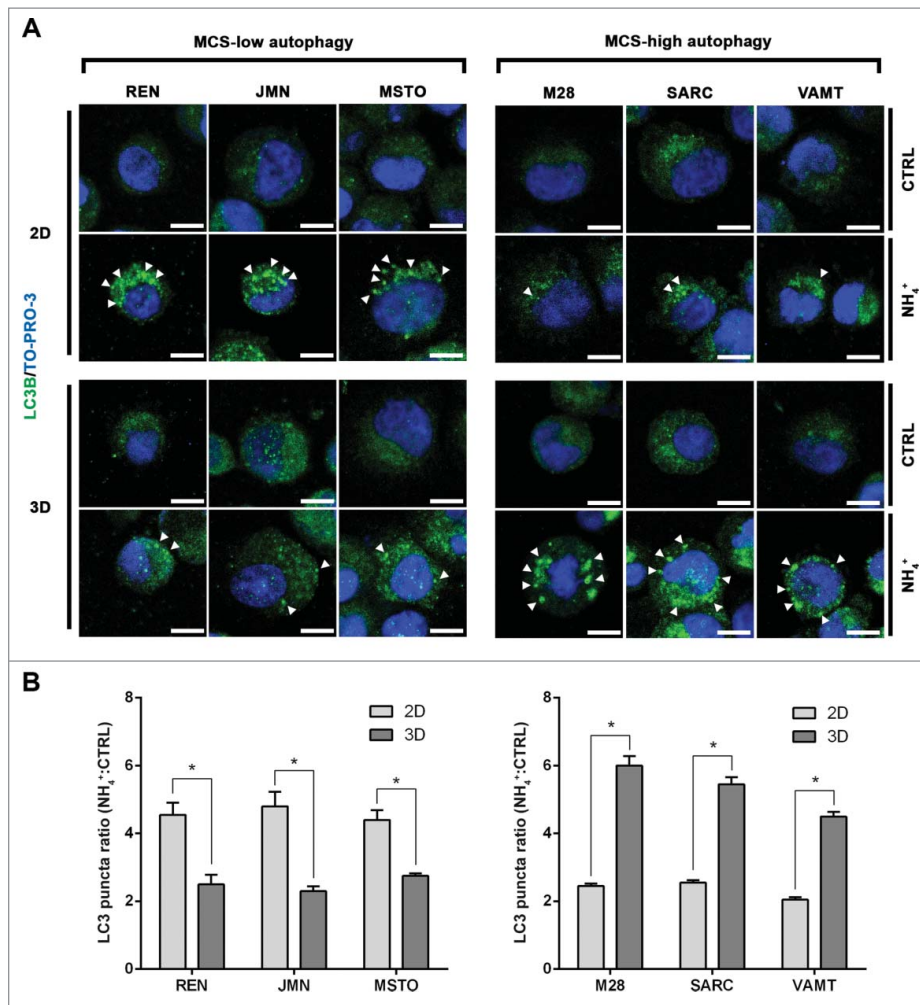 A
MCS-low autophagy
MCS-high autophagy
REN JMN MSTO
M28 SARC VAMT
LC3B/TO-PRO-3
2D
CTRL
NH₄⁺
3D
CTRL
NH₄⁺
B
LC3 puncta ratio (NH₄⁺:CTRL)
8
6
4
2
0
2D
3D
*
*
*
REN JMN MSTO
LC3 puncta ratio (NH₄⁺:CTRL)
8
6
4
2
0
2D
3D
*
*
*
M28 SARC VAMT